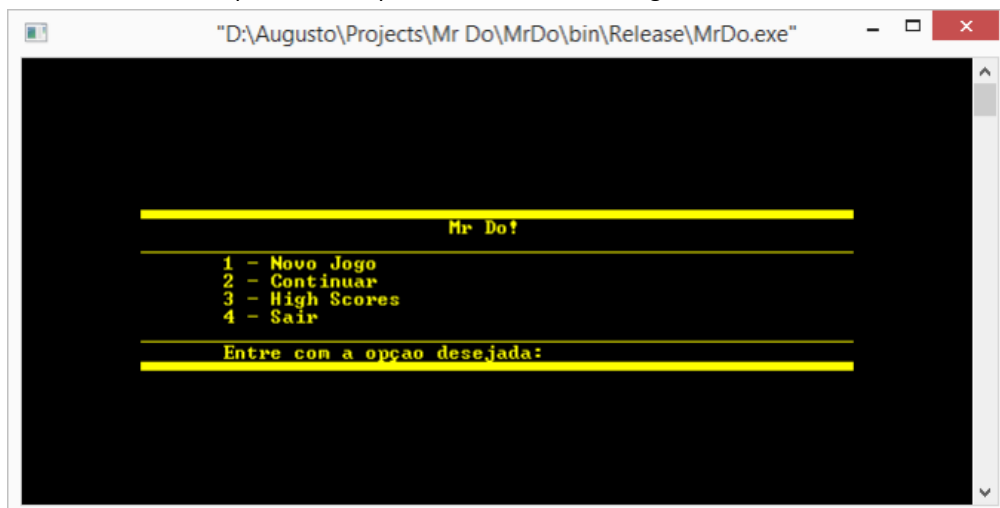 "D:\Augusto\Projects\Mr Do\MrDo\bin\Release\MrDo.exe"
Mr Do!
1 - Novo Jogo
2 - Continuar
3 - High Scores
4 - Sair
Entre com a opçao desejada: